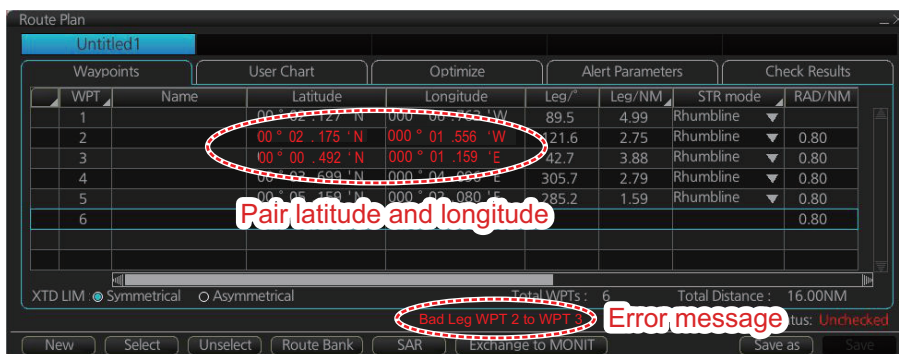 Route Plan
Untitled1
Waypoints User Chart Optimize Alert Parameters Check Results
WPT Name Latitude Longitude Leg/° Leg/NM STR mode RAD/NM
1 89.5 4.99 Rhumbline
2 00 ° 02 .175 ' N 000 ° 01 .556 ' W 121.6 2.75 Rhumbline 0.80
3 00 ° 00 .492 ' N 000 ° 01 .159 ' E 42.7 3.88 Rhumbline 0.80
305.7 2.79 Rhumbline 0.80
5 285.2 1.59 Rhumbline 0.80
Pair latitude and longitude
6 0.80
XTD LIM Symmetrical Asymmetrical Total WPTs : 6 Total Distance : 16.00NM
Bad Leg WPT 2 to WPT 3 Error message Unchecked
New Select Unselect Route Bank SAR Exchange to MONIT Save as Save